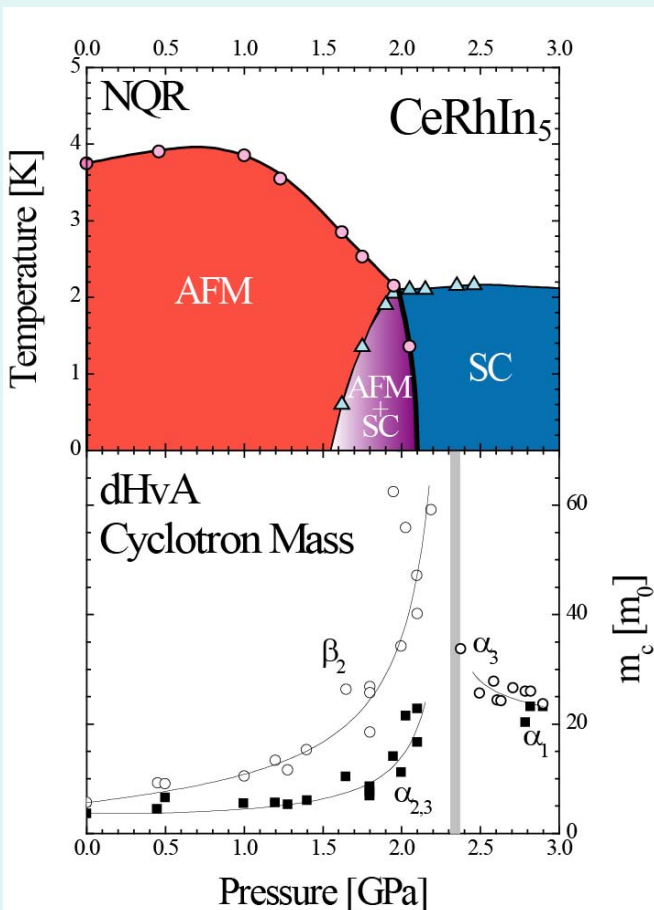 0.0 0.5 1.0 1.5 2.0 2.5 3.0
5
NQR
CeRhIn₅
4
3
2
1
0
Temperature [K]
AFM
AFM
+
SC
SC
dHvA
Cyclotron Mass
60
40
20
0
m_c [m_0]
β₂
α₃
α₁
α₂,₃
0.0 0.5 1.0 1.5 2.0 2.5 3.0
Pressure [GPa]